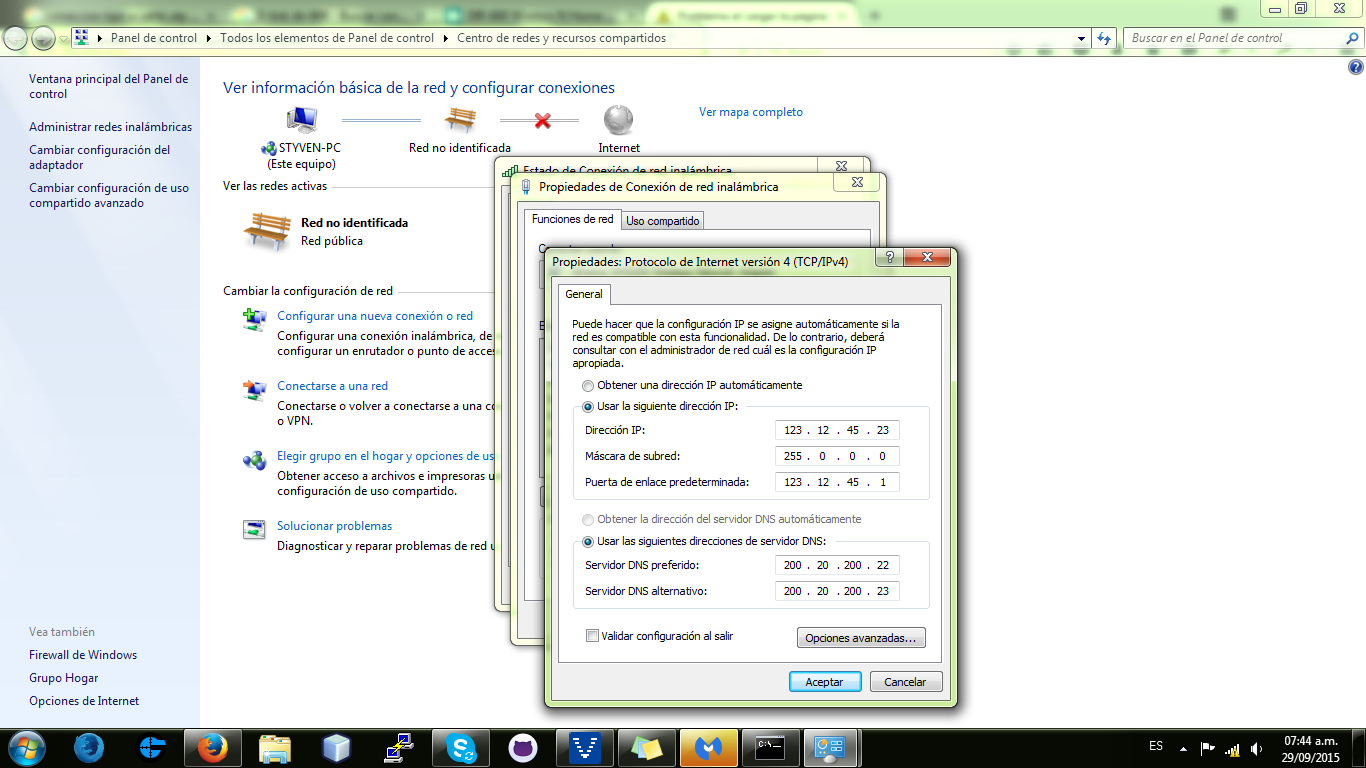 Panel de control
Todos los elementos de Panel de control
Centro de redes y recursos compartidos
Buscar en el Panel de control
Ventana principal del Panel de
control
Administrar redes inalámbricas
Cambiar configuración del
adaptador
Cambiar configuración de uso
compartido avanzado
Vea también
Firewall de Windows
Grupo Hogar
Opciones de Internet
Ver información básica de la red y configurar conexiones
STYVEN-PC
(Este equipo)
Red no identificada
Internet
Ver mapa completo
Ver las redes activas
Red no identificada
Red pública
Cambiar la configuración de red
Configurar una nueva conexión o red
Configurar una conexión inalámbrica, de
configurar un enrutador o punto de acce
Conectarse a una red
Conectarse o volver a conectarse a una co
o VPN.
Elegir grupo en el hogar y opciones de us
Obtener acceso a archivos e impresoras u
configuración de uso compartido.
Solucionar problemas
Diagnosticar y reparar problemas de red u
Estado de Conexión de red inalámbrica
Propiedades de Conexión de red inalámbrica
Funciones de red
Uso compartido
Propiedades: Protocolo de Internet versión 4 (TCP/IPv4)
General
Puede hacer que la configuración IP se asigne automáticamente si la
red es compatible con esta funcionalidad. De lo contrario, deberá
consultar con el administrador de red cuál es la configuración IP
apropiada.
Obtener una dirección IP automáticamente
Usar la siguiente dirección IP:
Dirección IP: 123 . 12 . 45 . 23
Máscara de subred: 255 . 0 . 0 . 0
Puerta de enlace predeterminada: 123 . 12 . 45 . 1
Obtener la dirección del servidor DNS automáticamente
Usar las siguientes direcciones de servidor DNS:
Servidor DNS preferido: 200 . 20 . 200 . 22
Servidor DNS alternativo: 200 . 20 . 200 . 23
Validar configuración al salir
Opciones avanzadas...
Aceptar
Cancelar
ES
07:44 a.m.
29/09/2015